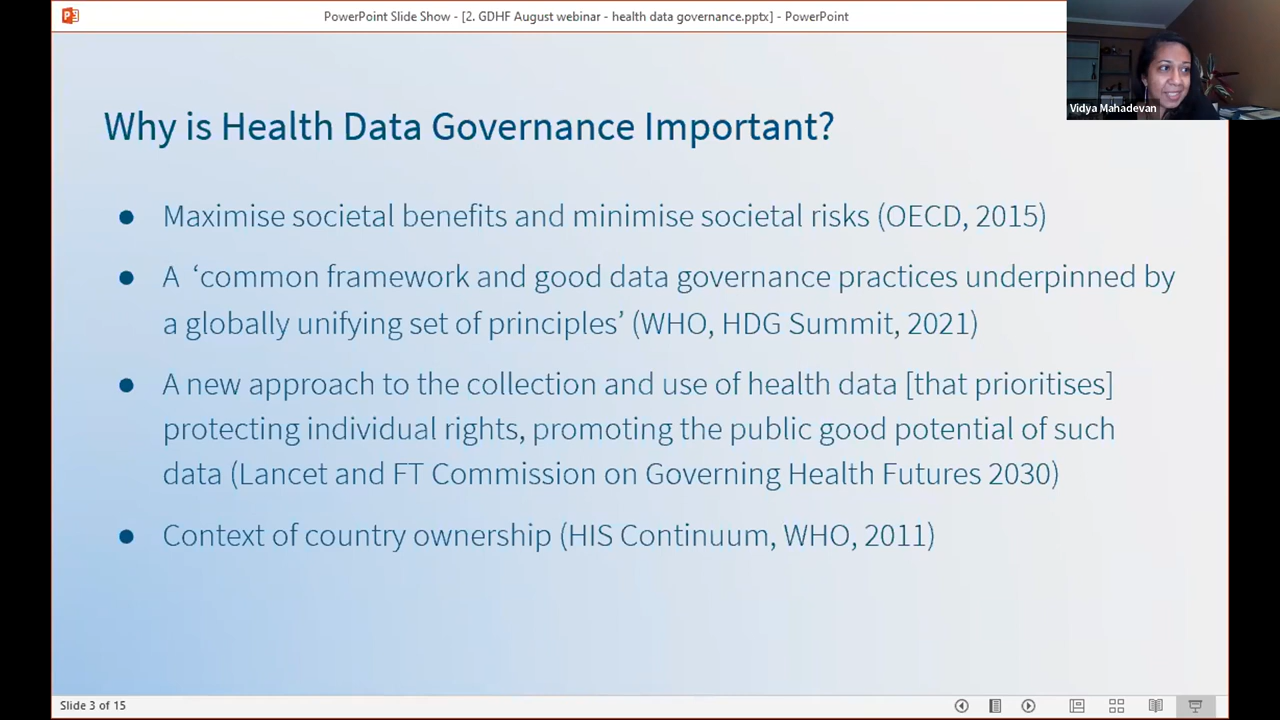 PowerPoint Slide Show - [2. GDHF August webinar - health data governance.pptx] - PowerPoint
Vidya Mahadevan
Why is Health Data Governance Important?
● Maximise societal benefits and minimise societal risks (OECD, 2015)
● A ‘common framework and good data governance practices underpinned by
a globally unifying set of principles’ (WHO, HDG Summit, 2021)
● A new approach to the collection and use of health data [that prioritises]
protecting individual rights, promoting the public good potential of such
data (Lancet and FT Commission on Governing Health Futures 2030)
● Context of country ownership (HIS Continuum, WHO, 2011)
Slide 3 of 15